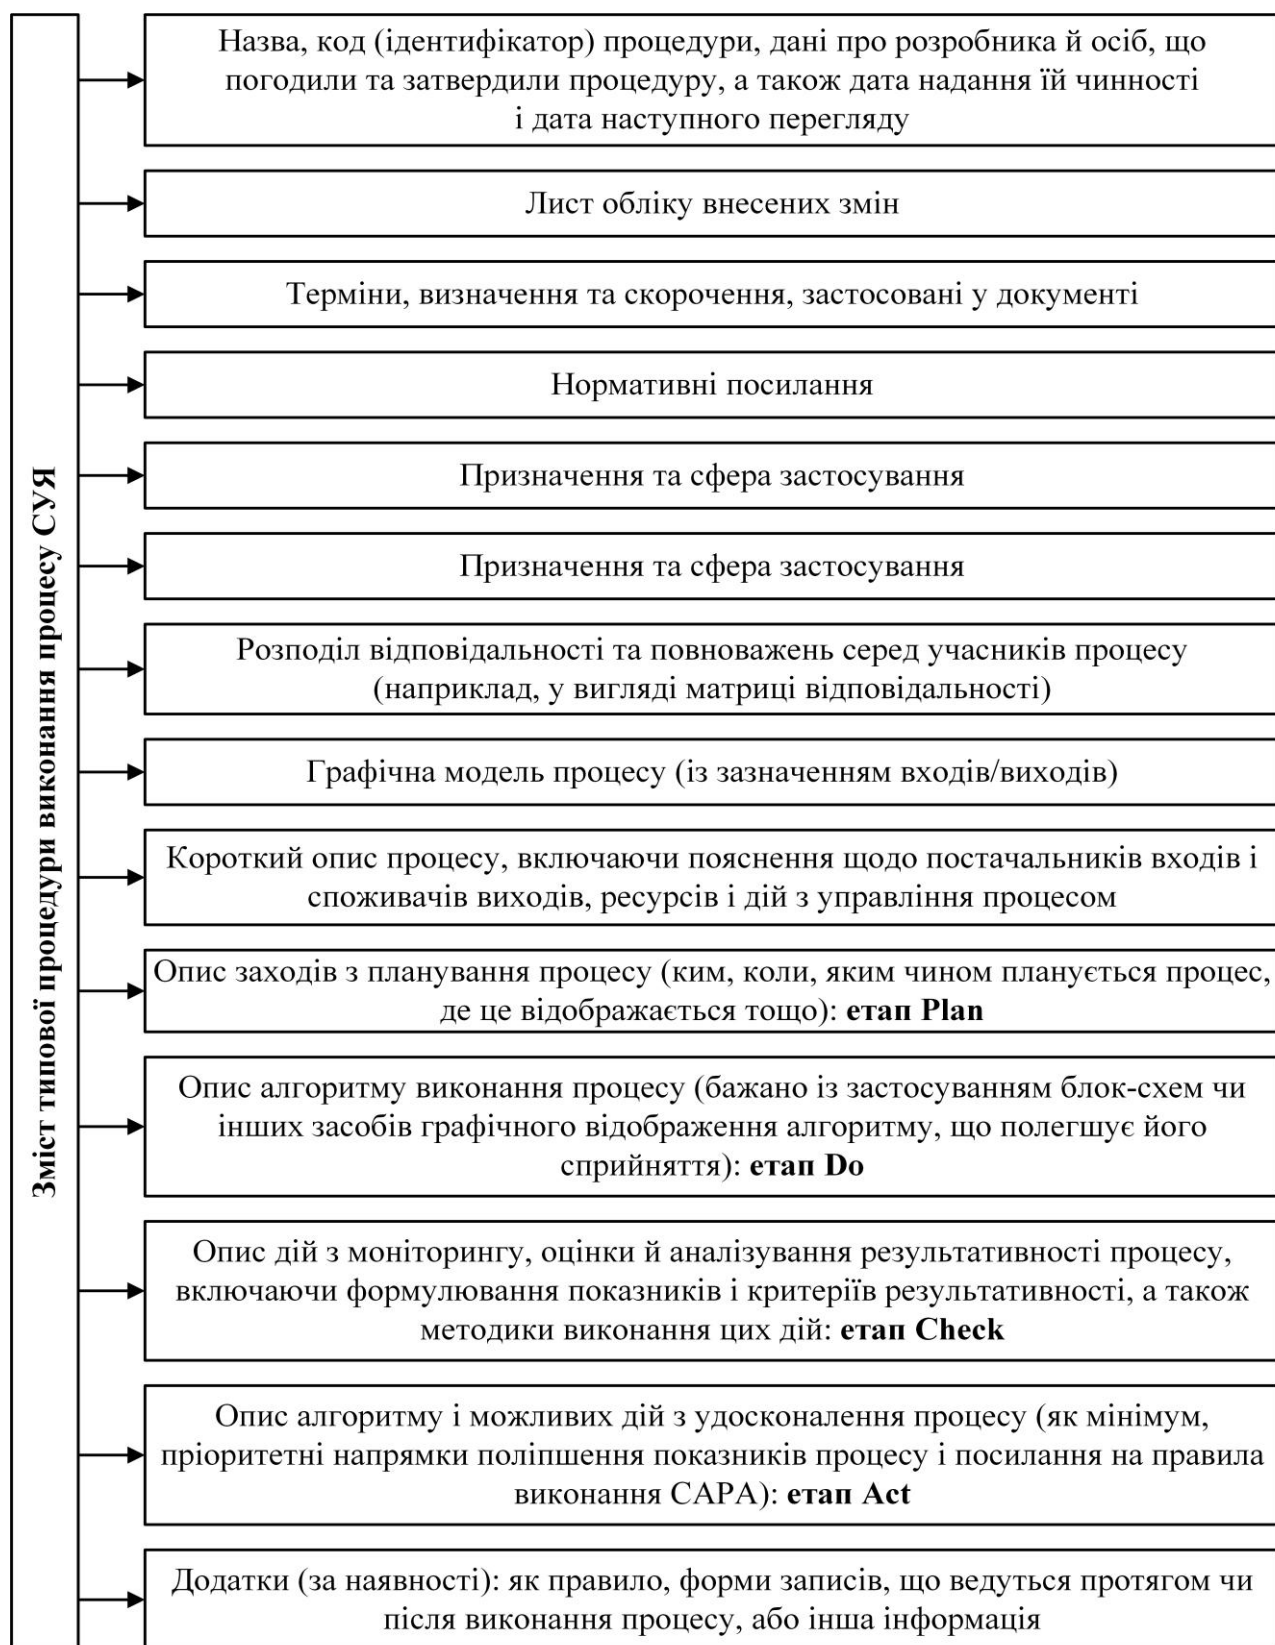 Зміст типової процедури виконання процесу СУЯ
Назва, код (ідентифікатор) процедури, дані про розробника й осіб, що
погодили та затвердили процедуру, а також дата надання їй чинності
і дата наступного перегляду
Лист обліку внесених змін
Терміни, визначення та скорочення, застосовані у документі
Нормативні посилання
Призначення та сфера застосування
Призначення та сфера застосування
Розподіл відповідальності та повноважень серед учасників процесу
(наприклад, у вигляді матриці відповідальності)
Графічна модель процесу (із зазначенням входів/виходів)
Короткий опис процесу, включаючи пояснення щодо постачальників входів і
споживачів виходів, ресурсів і дій з управління процесом
Опис заходів з планування процесу (ким, коли, яким чином планується процес,
де це відображається тощо): етап Plan
Опис алгоритму виконання процесу (бажано із застосуванням блок-схем чи
інших засобів графічного відображення алгоритму, що полегшує його
сприйняття): етап Do
Опис дій з моніторингу, оцінки й аналізування результативності процесу,
включаючи формулювання показників і критеріїв результативності, а також
методики виконання цих дій: етап Check
Опис алгоритму і можливих дій з удосконалення процесу (як мінімум,
пріоритетні напрямки поліпшення показників процесу і посилання на правила
виконання САРА): етап Act
Додатки (за наявності): як правило, форми записів, що ведуться протягом чи
після виконання процесу, або інша інформація